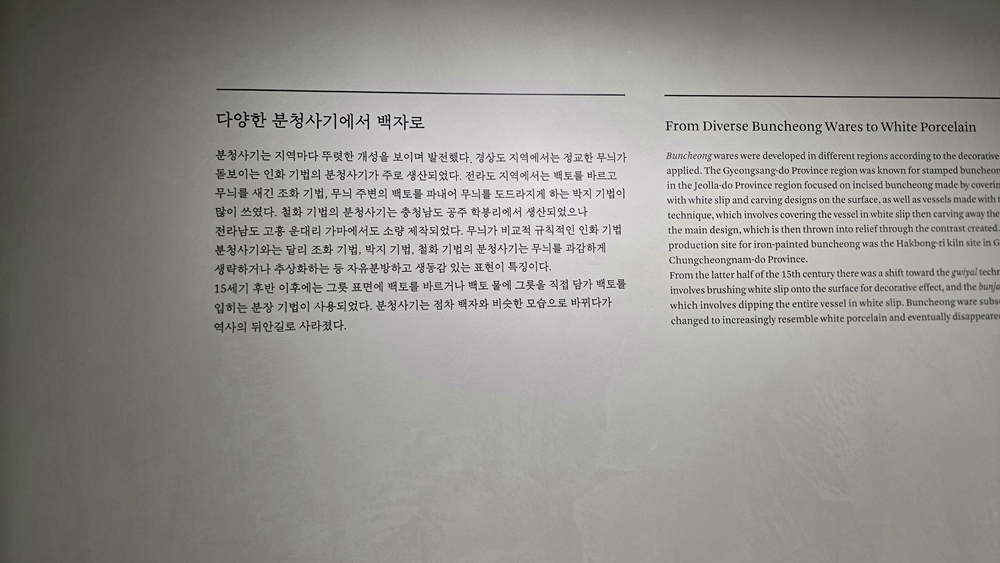 다양한 분청사기에서 백자로
분청사기는 지역마다 뚜렷한 개성을 보이며 발전했다. 경상도 지역에서는 정교한 무늬가
돋보이는 인화 기법의 분청사기가 주로 생산되었다. 전라도 지역에서는 백토를 바르고
무늬를 새긴 조화 기법, 무늬 주변의 백토를 파내어 무늬를 도드라지게 하는 박지 기법이
많이 쓰였다. 철화 기법의 분청사기는 충청남도 공주 학봉리에서 생산되었으나
전라남도 고흥 운대리 가마에서도 소량 제작되었다. 무늬가 비교적 규칙적인 인화 기법
분청사기와는 달리 조화 기법, 박지 기법, 철화 기법의 분청사기는 무늬를 과감하게
생략하거나 추상화하는 등 자유분방하고 생동감 있는 표현이 특징이다.
15세기 후반 이후에는 그릇 표면에 백토를 바르거나 백토 물에 그릇을 직접 담가 백토를
입히는 분장 기법이 사용되었다. 분청사기는 점차 백자와 비슷한 모습으로 바뀌다가
역사의 뒤안길로 사라졌다.
From Diverse Buncheong Wares to White Porcelain
Buncheong wares were developed in different regions according to the decorative
applied. The Gyeongsang-do Province region was known for stamped buncheon
in the Jeolla-do Province region focused on incised buncheong made by coverin
with white slip and carving designs on the surface, as well as vessels made with t
technique, which involves covering the vessel in white slip then carving away the
the main design, which is then thrown into relief through the contrast created.
production site for iron-painted buncheong was the Hakbong-ri kiln site in G
Chungcheongnam-do Province.
From the latter half of the 15th century there was a shift toward the gwiyal techni
involves brushing white slip onto the surface for decorative effect, and the bunja
which involves dipping the entire vessel in white slip. Buncheong ware subs
changed to increasingly resemble white porcelain and eventually disappeare